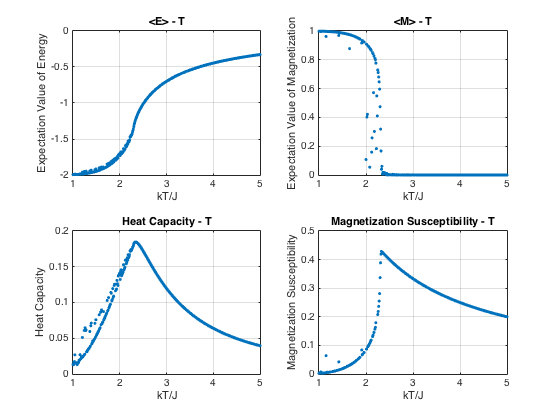 <E> - T
Expectation Value of Energy
0
-0.5
-1
-1.5
-2
1 2 3 4 5
kT/J
<M> - T
Expectation Value of Magnetization
1
0.8
0.6
0.4
0.2
0
1 2 3 4 5
kT/J
Heat Capacity - T
Heat Capacity
0.2
0.15
0.1
0.05
0
1 2 3 4 5
kT/J
Magnetization Susceptibility - T
Magnetization Susceptibility
0.5
0.4
0.3
0.2
0.1
0
1 2 3 4 5
kT/J